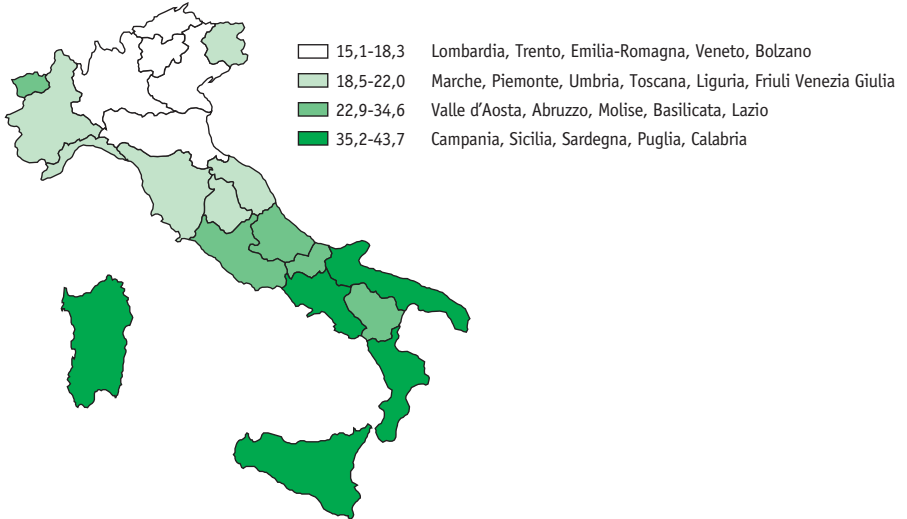 15,1-18,3 Lombardia, Trento, Emilia-Romagna, Veneto, Bolzano
18,5-22,0 Marche, Piemonte, Umbria, Toscana, Liguria, Friuli Venezia Giulia
22,9-34,6 Valle d'Aosta, Abruzzo, Molise, Basilicata, Lazio
35,2-43,7 Campania, Sicilia, Sardegna, Puglia, Calabria